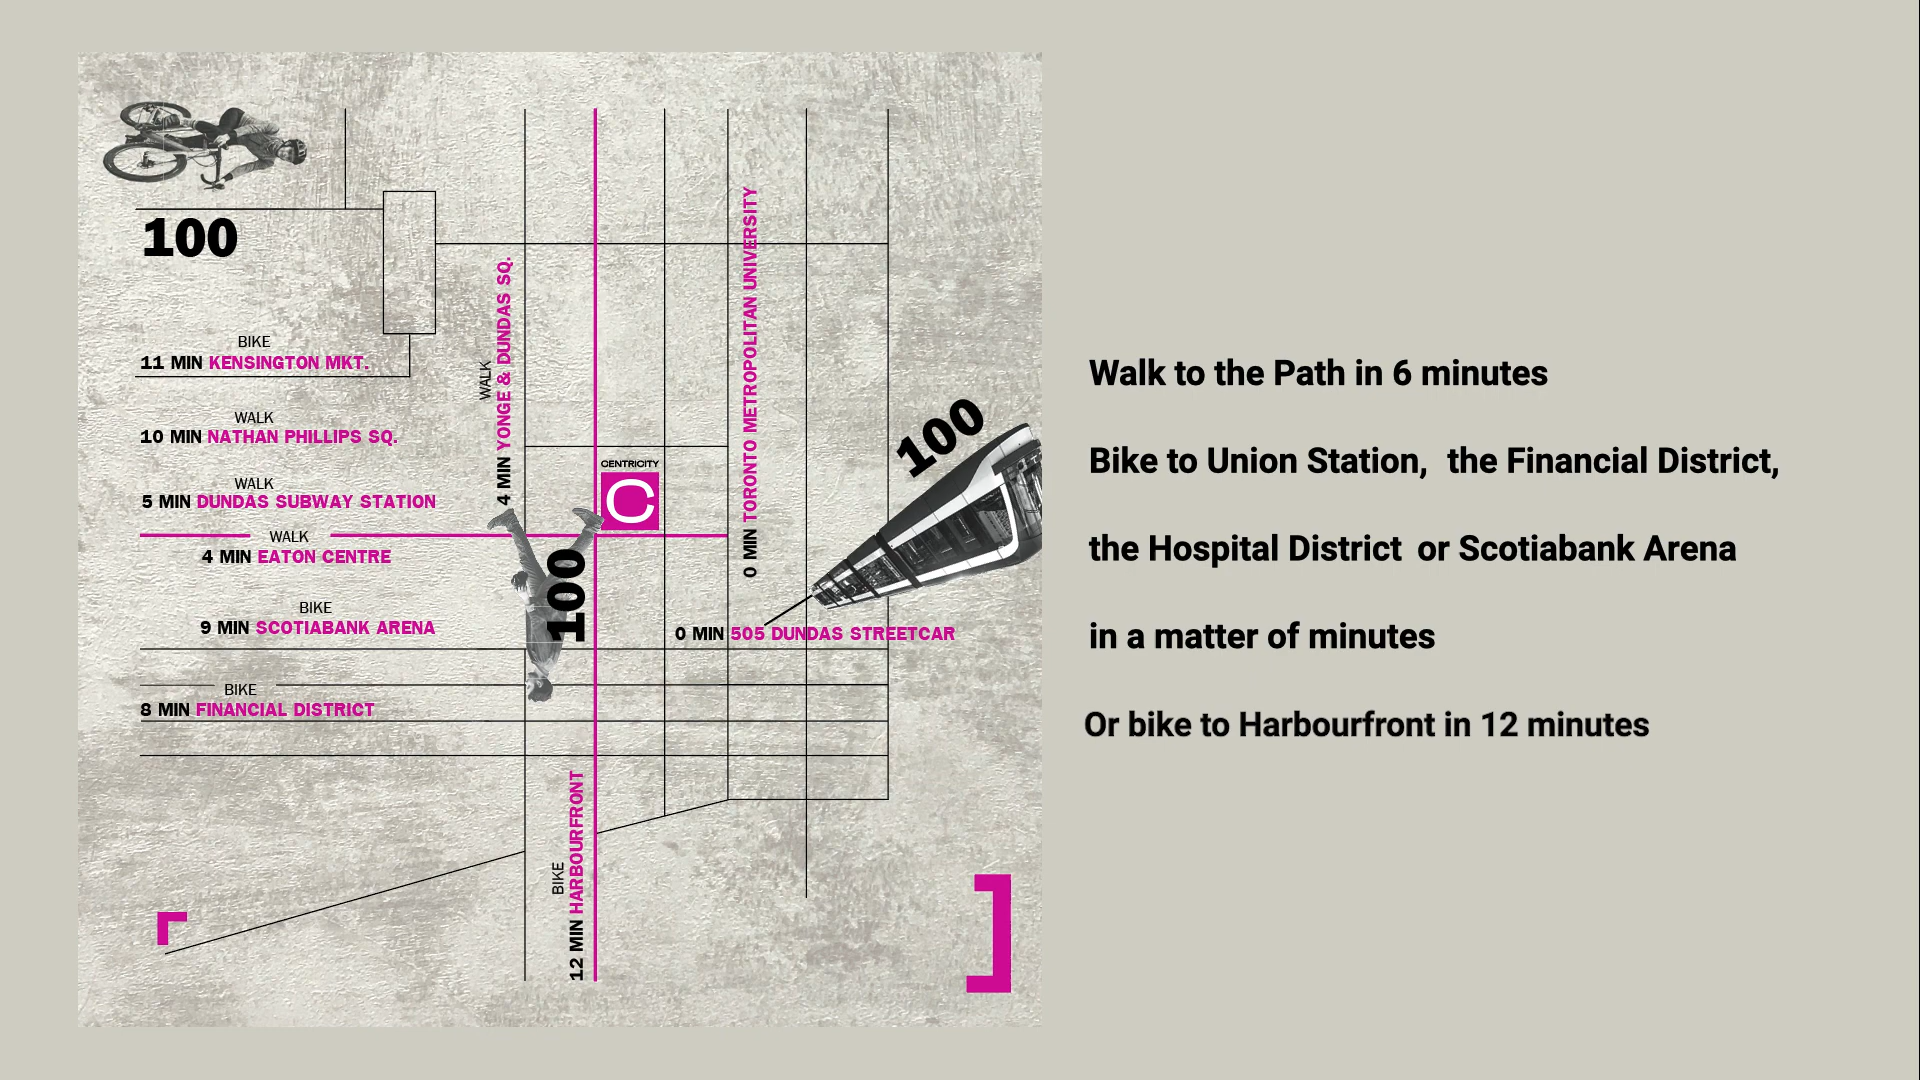 100
BIKE
11 MIN KENSINGTON MKT.
WALK
10 MIN NATHAN PHILLIPS SQ.
WALK
5 MIN DUNDAS SUBWAY STATION
WALK
4 MIN EATON CENTRE
BIKE
9 MIN SCOTIABANK ARENA
BIKE
8 MIN FINANCIAL DISTRICT
WALK
4 MIN YONGE & DUNDAS SQ.
CENTRICITY
C
100
BIKE
12 MIN HARBOURFRONT
0 MIN TORONTO METROPOLITAN UNIVERSITY
100
0 MIN 505 DUNDAS STREETCAR
Walk to the Path in 6 minutes
Bike to Union Station, the Financial District,
the Hospital District or Scotiabank Arena
in a matter of minutes
Or bike to Harbourfront in 12 minutes